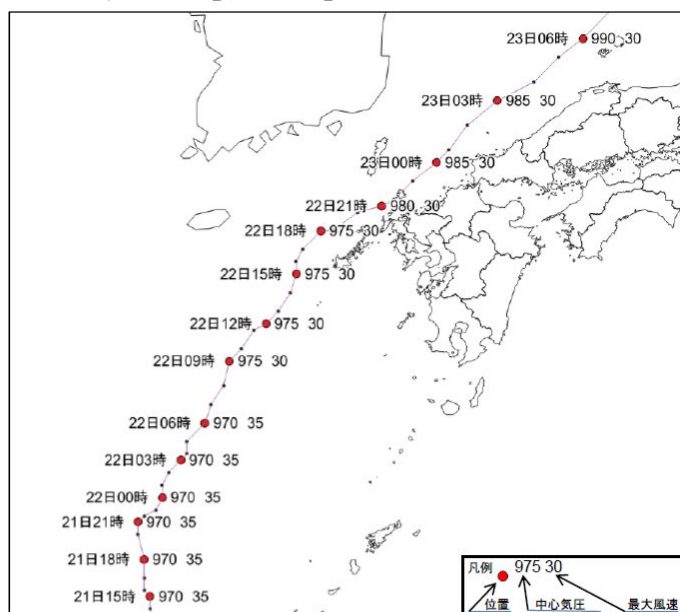 23日06時 990 30
23日03時 985 30
23日00時 985 30
22日21時 980 30
22日18時 975 30
22日15時 975 30
22日12時 975 30
22日09時 975 30
22日06時 970 35
22日03時 970 35
22日00時 970 35
21日21時 970 35
21日18時 970 35
21日15時 970 35
凡例 975 30
位置 中心気圧 最大風速